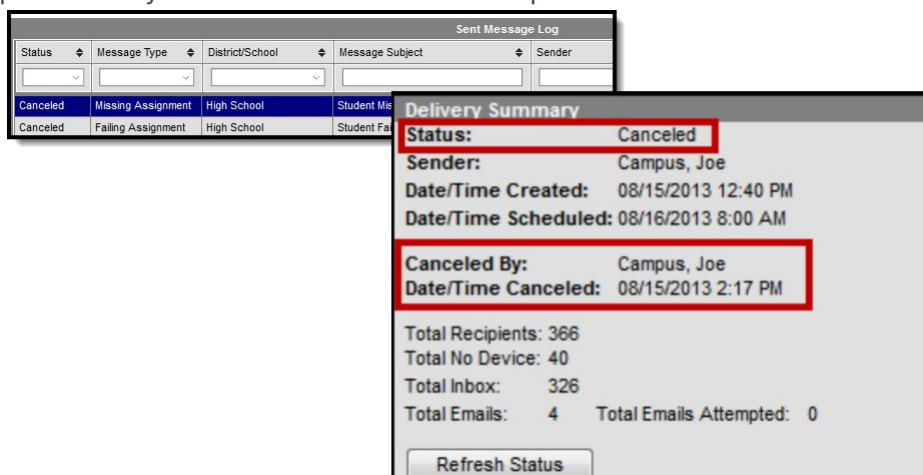 Sent Message Log
Status Message Type District/School Message Subject Sender
Canceled Missing Assignment High School Student
Canceled Failing Assignment High School Student
Delivery Summary
Status: Canceled
Sender: Campus, Joe
Date/Time Created: 08/15/2013 12:40 PM
Date/Time Scheduled: 08/16/2013 8:00 AM
Canceled By: Campus, Joe
Date/Time Canceled: 08/15/2013 2:17 PM
Total Recipients: 366
Total No Device: 40
Total Inbox: 326
Total Emails: 4 Total Emails Attempted: 0
Refresh Status